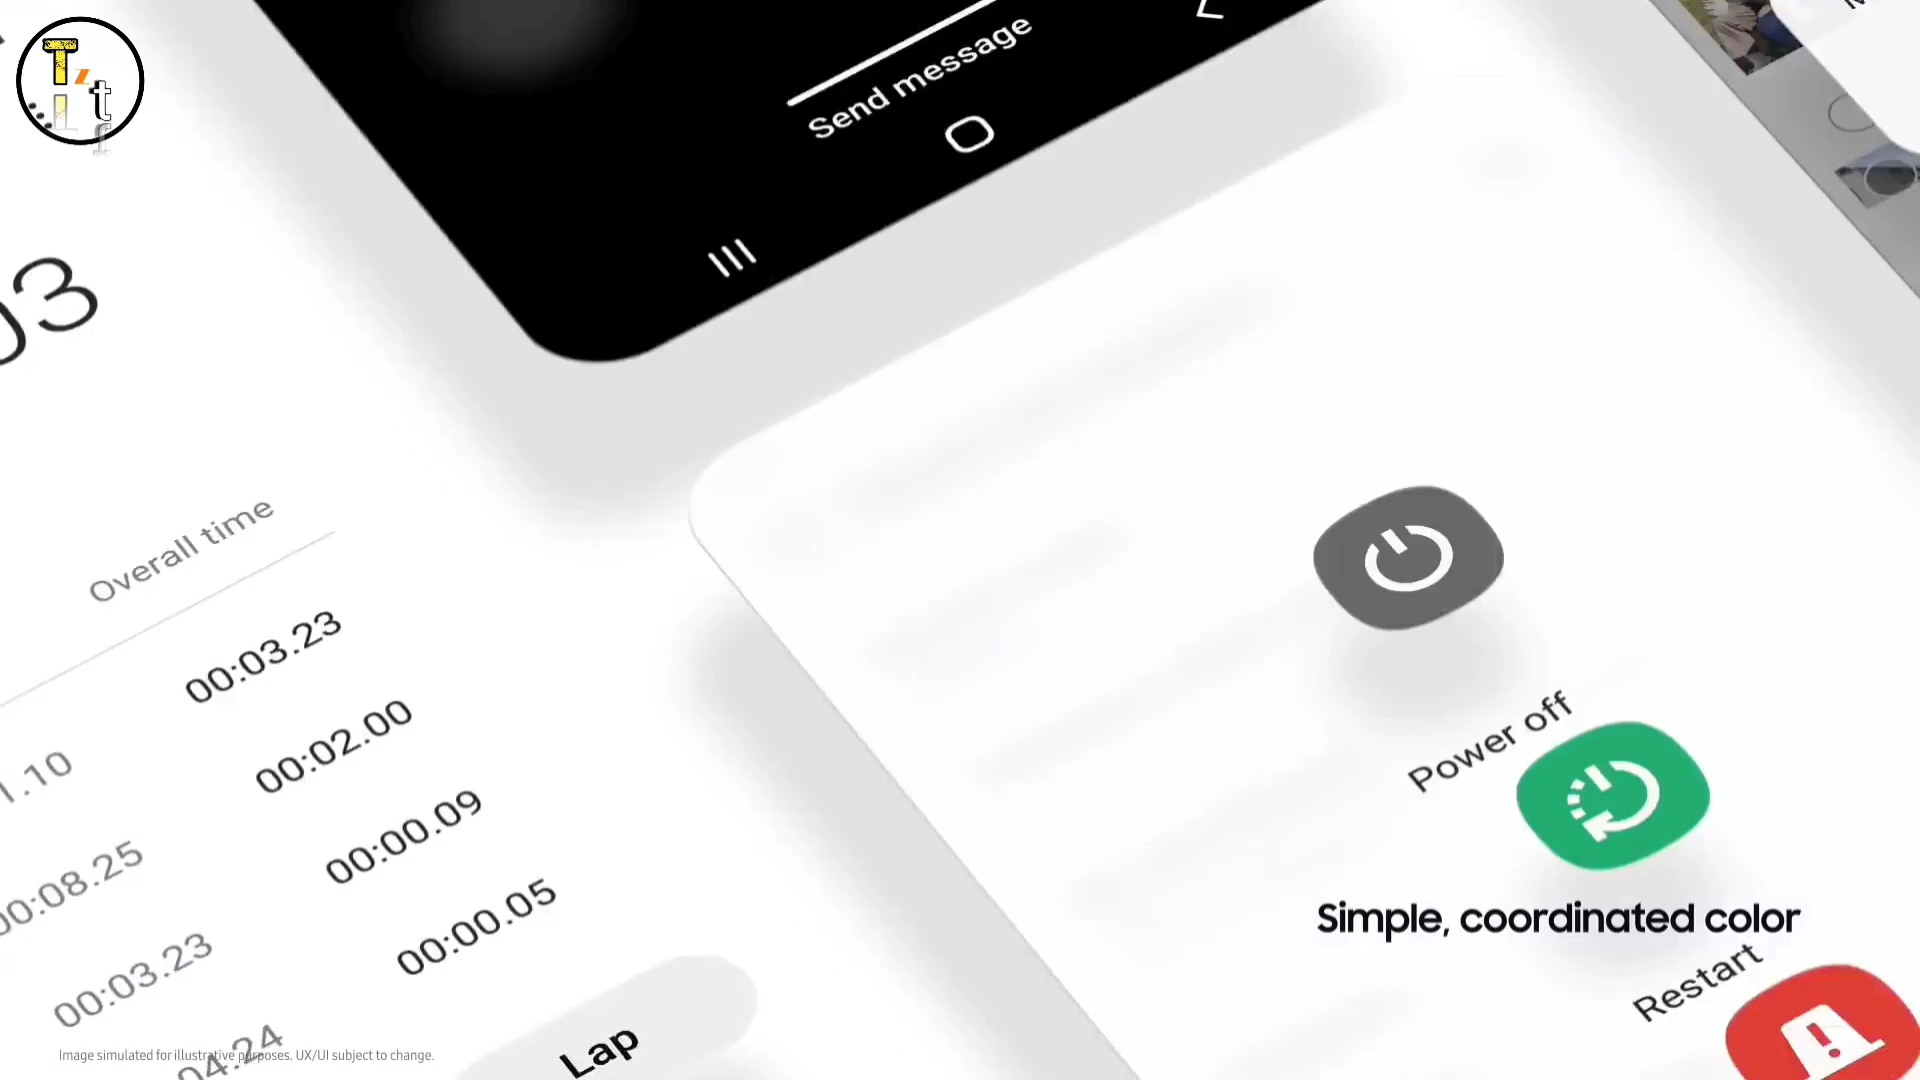 T
z
t
Send message
03
Overall time
00:03.23
00:02.00
1.10
00:00.09
00:08.25
00:00.05
00:03.23
04.24
Lap
Power off
Simple, coordinated color
Restart
Image simulated for illustrative purposes. UX/UI subject to change.